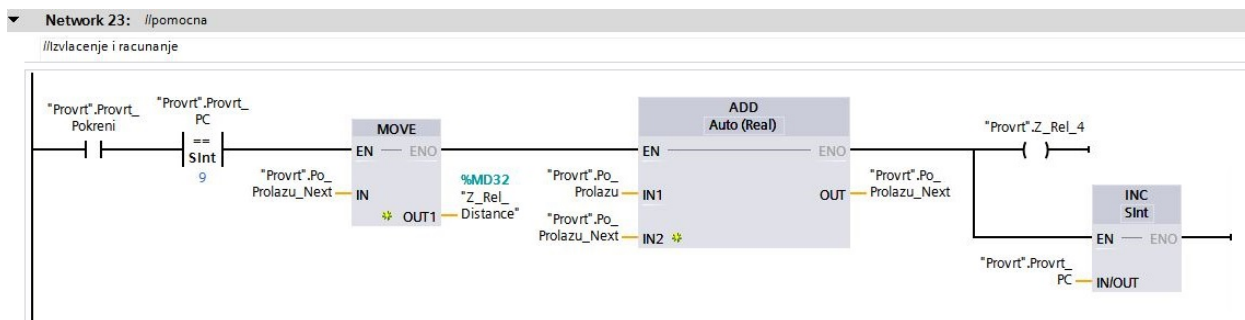 Network 23: //pomocna
//Izvlacenje i racunanje
"Provrt".Provrt_
Pokreni
"Provrt".Provrt_
PC
==
SInt
9
MOVE
EN ENO
"Provrt".Po_
Prolazu_Next
IN
OUT1
%MD32
"Z_Rel_
Distance"
ADD
Auto (Real)
EN ENO
"Provrt".Po_
Prolazu
IN1
"Provrt".Po_
Prolazu_Next
IN2
OUT
"Provrt".Po_
Prolazu_Next
"Provrt".Z_Rel_4
INC
SInt
EN ENO
"Provrt".Provrt_
PC
IN/OUT